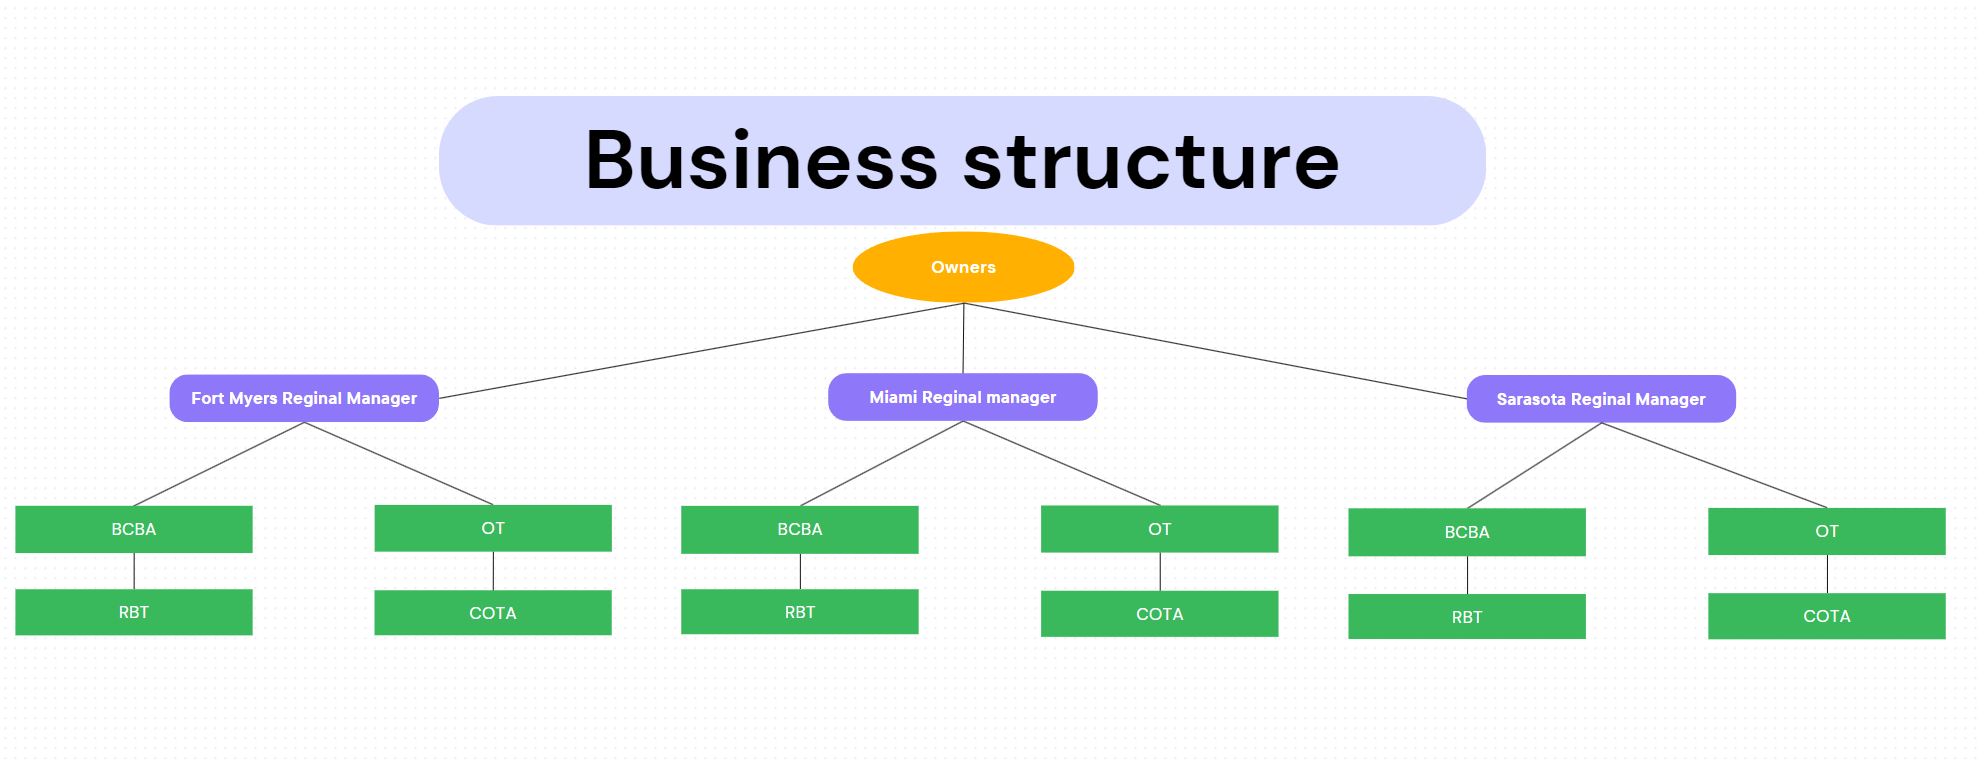 Business structure
Owners
Fort Myers Reginal Manager
Miami Reginal manager
Sarasota Reginal Manager
BCBA
OT
BCBA
OT
BCBA
OT
RBT
COTA
RBT
COTA
RBT
COTA